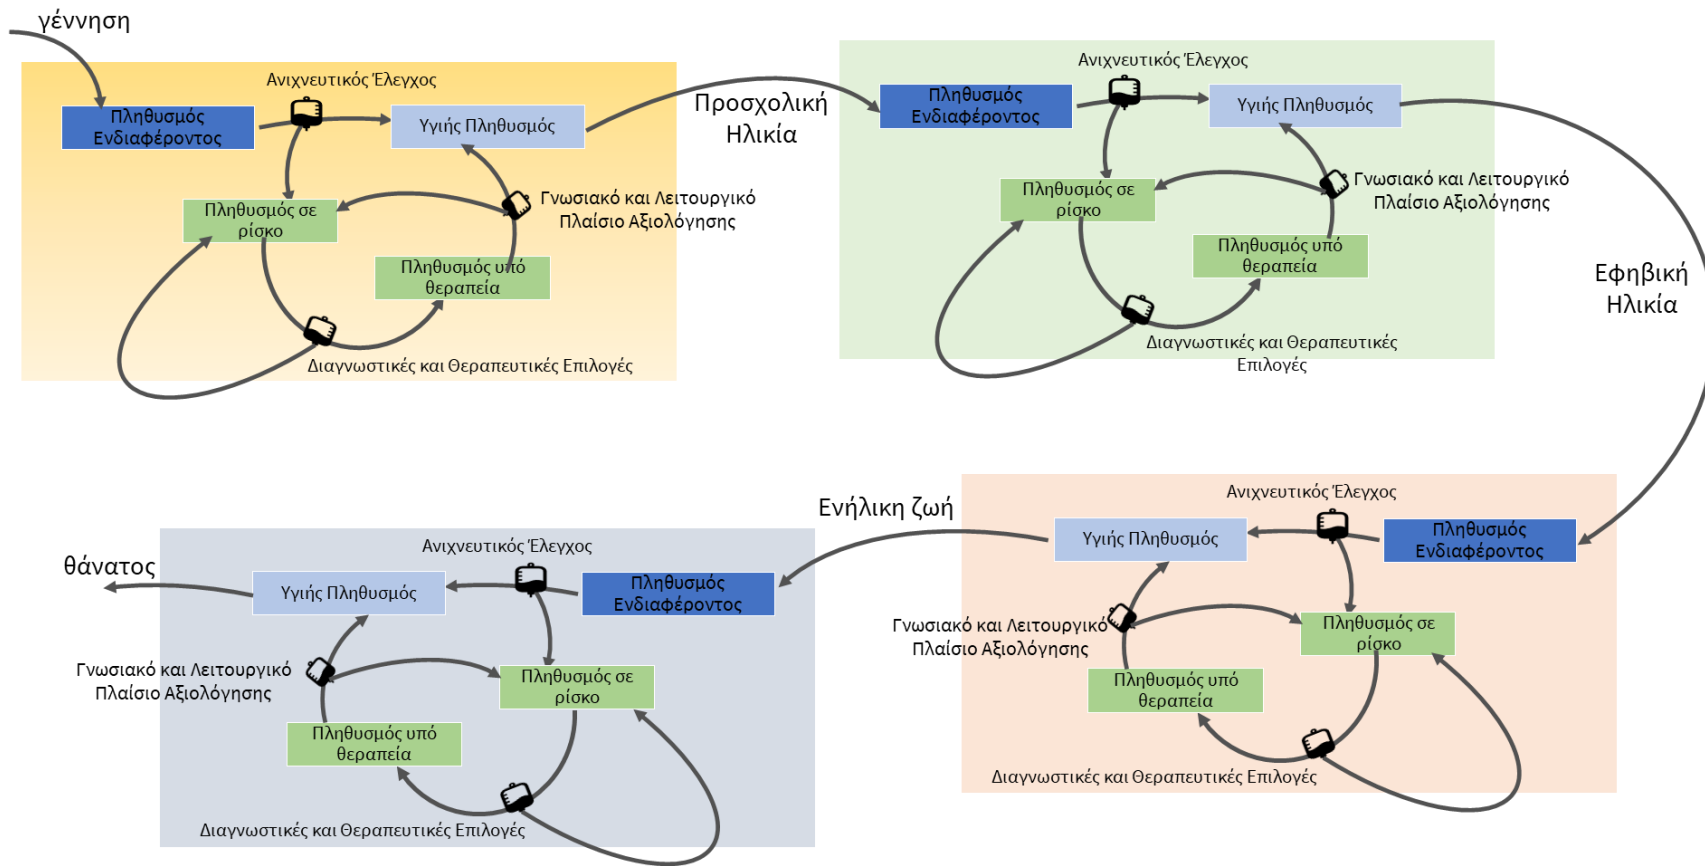 γέννηση
Ανιχνευτικός Έλεγχος
Πληθυσμός
Ενδιαφέροντος
Υγιής Πληθυσμός
Γνωσιακό και Λειτουργικό
Πλαίσιο Αξιολόγησης
Πληθυσμός σε
ρίσκο
Πληθυσμός υπό
θεραπεία
Διαγνωστικές και Θεραπευτικές Επιλογές
Προσχολική
Ηλικία
Ανιχνευτικός Έλεγχος
Πληθυσμός
Ενδιαφέροντος
Υγιής Πληθυσμός
Γνωσιακό και Λειτουργικό
Πλαίσιο Αξιολόγησης
Πληθυσμός σε
ρίσκο
Πληθυσμός υπό
θεραπεία
Διαγνωστικές και Θεραπευτικές
Επιλογές
Εφηβική
Ηλικία
Ανιχνευτικός Έλεγχος
Πληθυσμός
Ενδιαφέροντος
Υγιής Πληθυσμός
Γνωσιακό και Λειτουργικό
Πλαίσιο Αξιολόγησης
Πληθυσμός σε
ρίσκο
Πληθυσμός υπό
θεραπεία
Διαγνωστικές και Θεραπευτικές Επιλογές
Ενήλικη ζωή
Ανιχνευτικός Έλεγχος
Πληθυσμός
Ενδιαφέροντος
Υγιής Πληθυσμός
Γνωσιακό και Λειτουργικό
Πλαίσιο Αξιολόγησης
Πληθυσμός σε
ρίσκο
Πληθυσμός υπό
θεραπεία
Διαγνωστικές και Θεραπευτικές Επιλογές
θάνατος